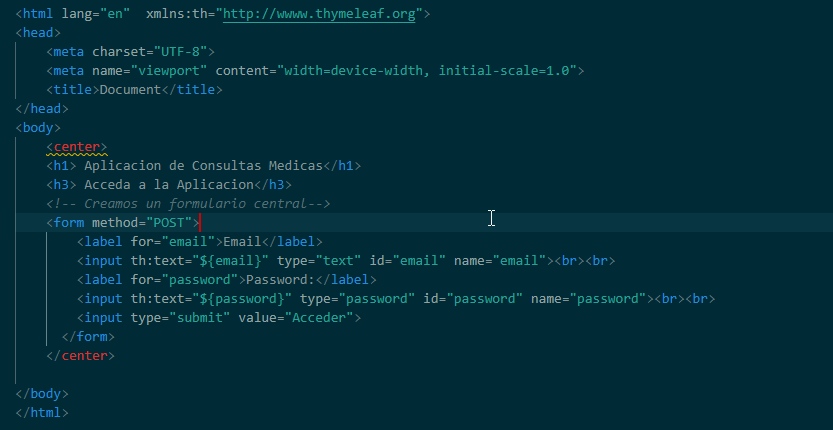 <html lang="en"  xmlns:th="http://wwww.thymeleaf.org">
<head>
    <meta charset="UTF-8">
    <meta name="viewport" content="width=device-width, initial-scale=1.0">
    <title>Document</title>
</head>
<body>
    <center>
    <h1> Aplicacion de Consultas Medicas</h1>
    <h3> Acceda a la Aplicacion</h3>
    <!-- Creamos un formulario central-->
    <form method="POST">
        <label for="email">Email</label>
        <input th:text="${email}" type="text" id="email" name="email"><br><br>
        <label for="password">Password:</label>
        <input th:text="${password}" type="password" id="password" name="password"><br><br>
        <input type="submit" value="Acceder">
      </form>
    </center>
</body>
</html>